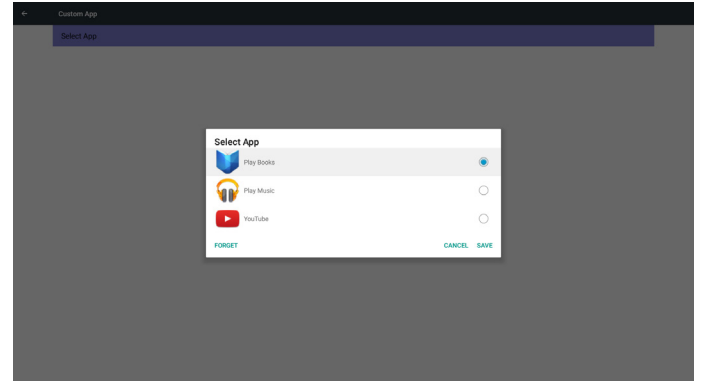 Custom App
Select App
Select App
Play Books
Play Music
YouTube
FORGET CANCEL SAVE